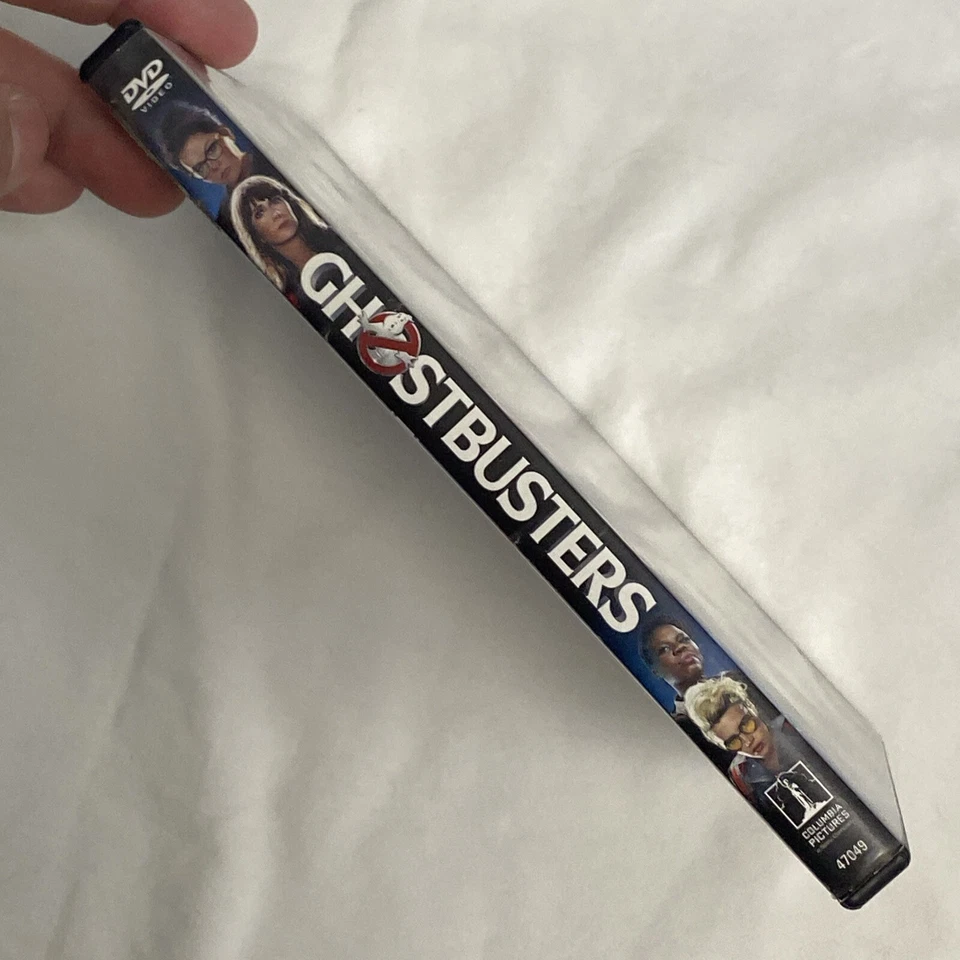 DVD
VIDEO
GHOSTBUSTERS
COLUMBIA
PICTURES
47049